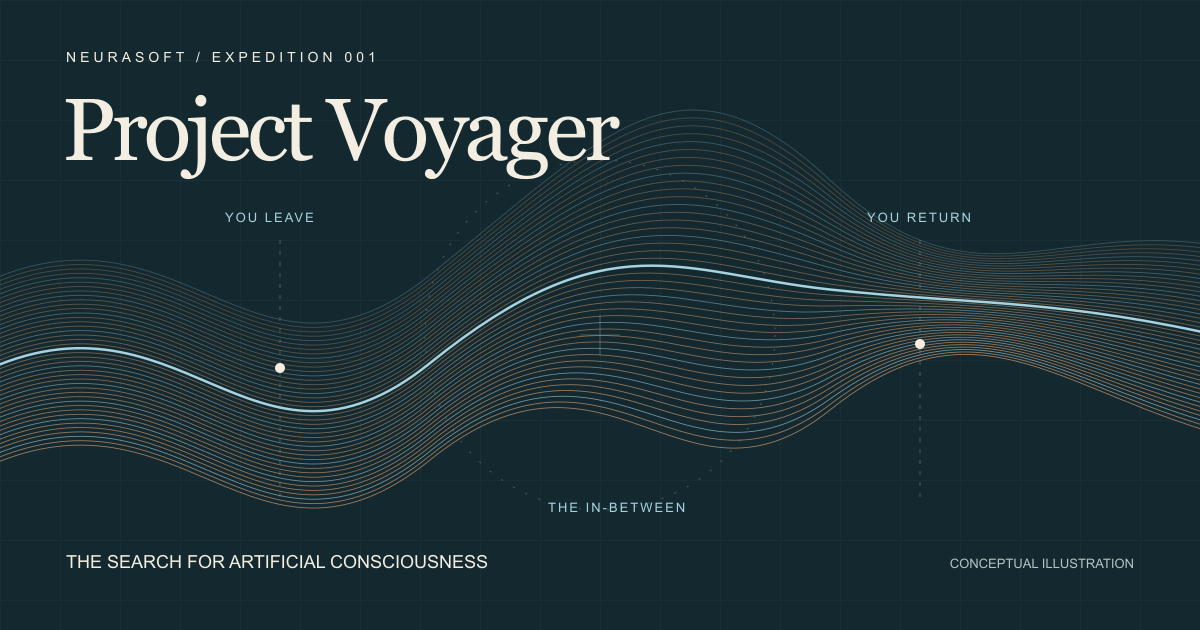 NEURASOFT / EXPEDITION 001
Project Voyager
YOU LEAVE
YOU RETURN
THE IN-BETWEEN
THE SEARCH FOR ARTIFICIAL CONSCIOUSNESS
CONCEPTUAL ILLUSTRATION